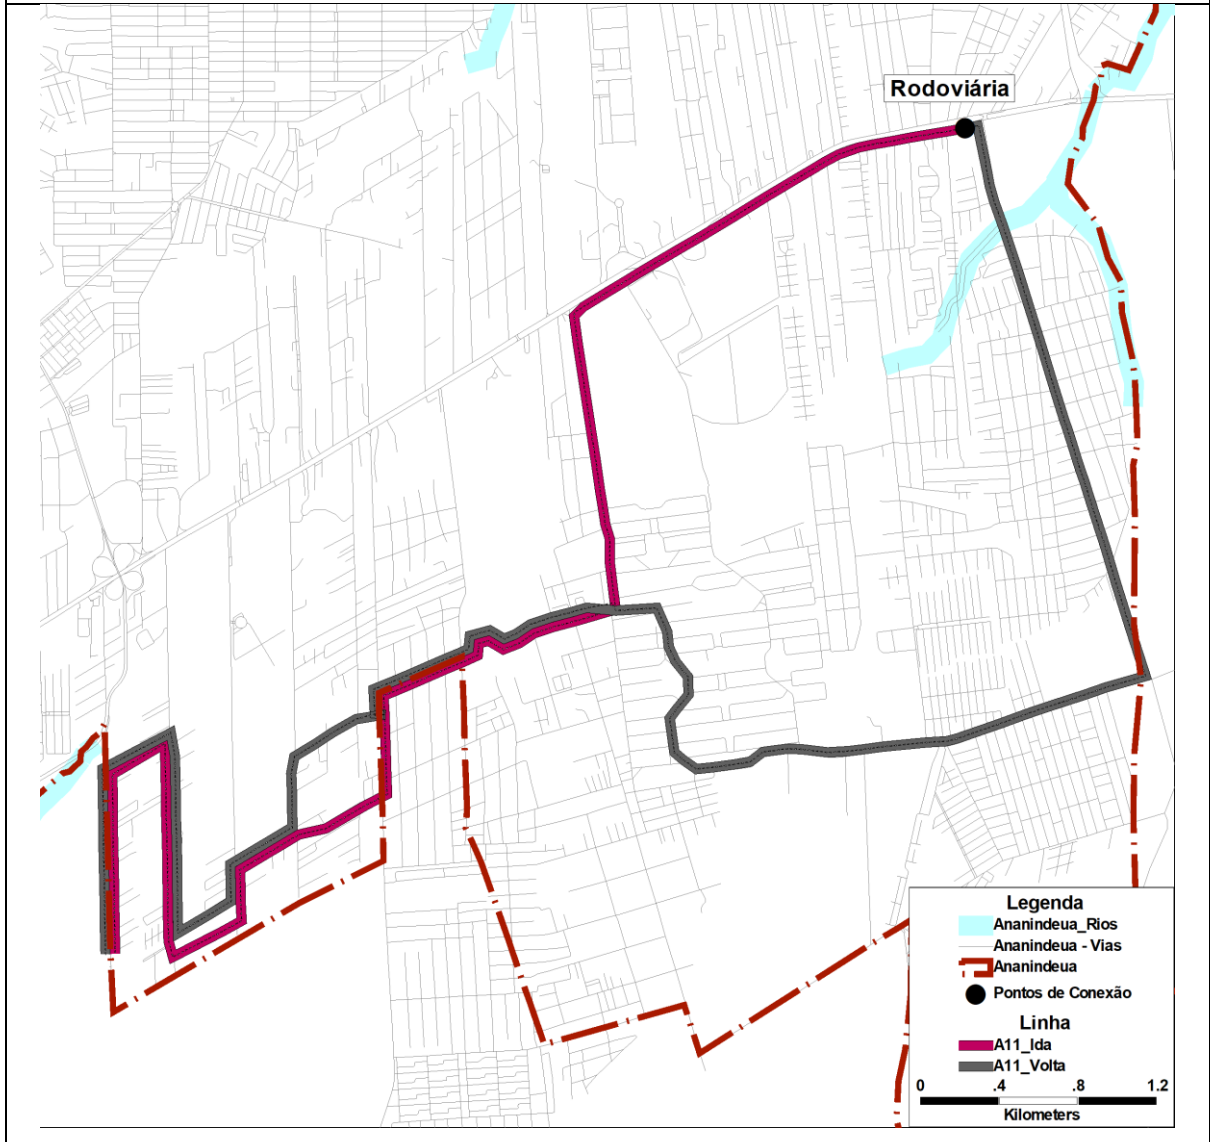 Rodoviária
Legenda
Ananindeua_Rios
Ananindeua - Vias
Ananindeua
Pontos de Conexão
Linha
A11_Ida
A11_Volta
0 .4 .8 1.2
Kilometers